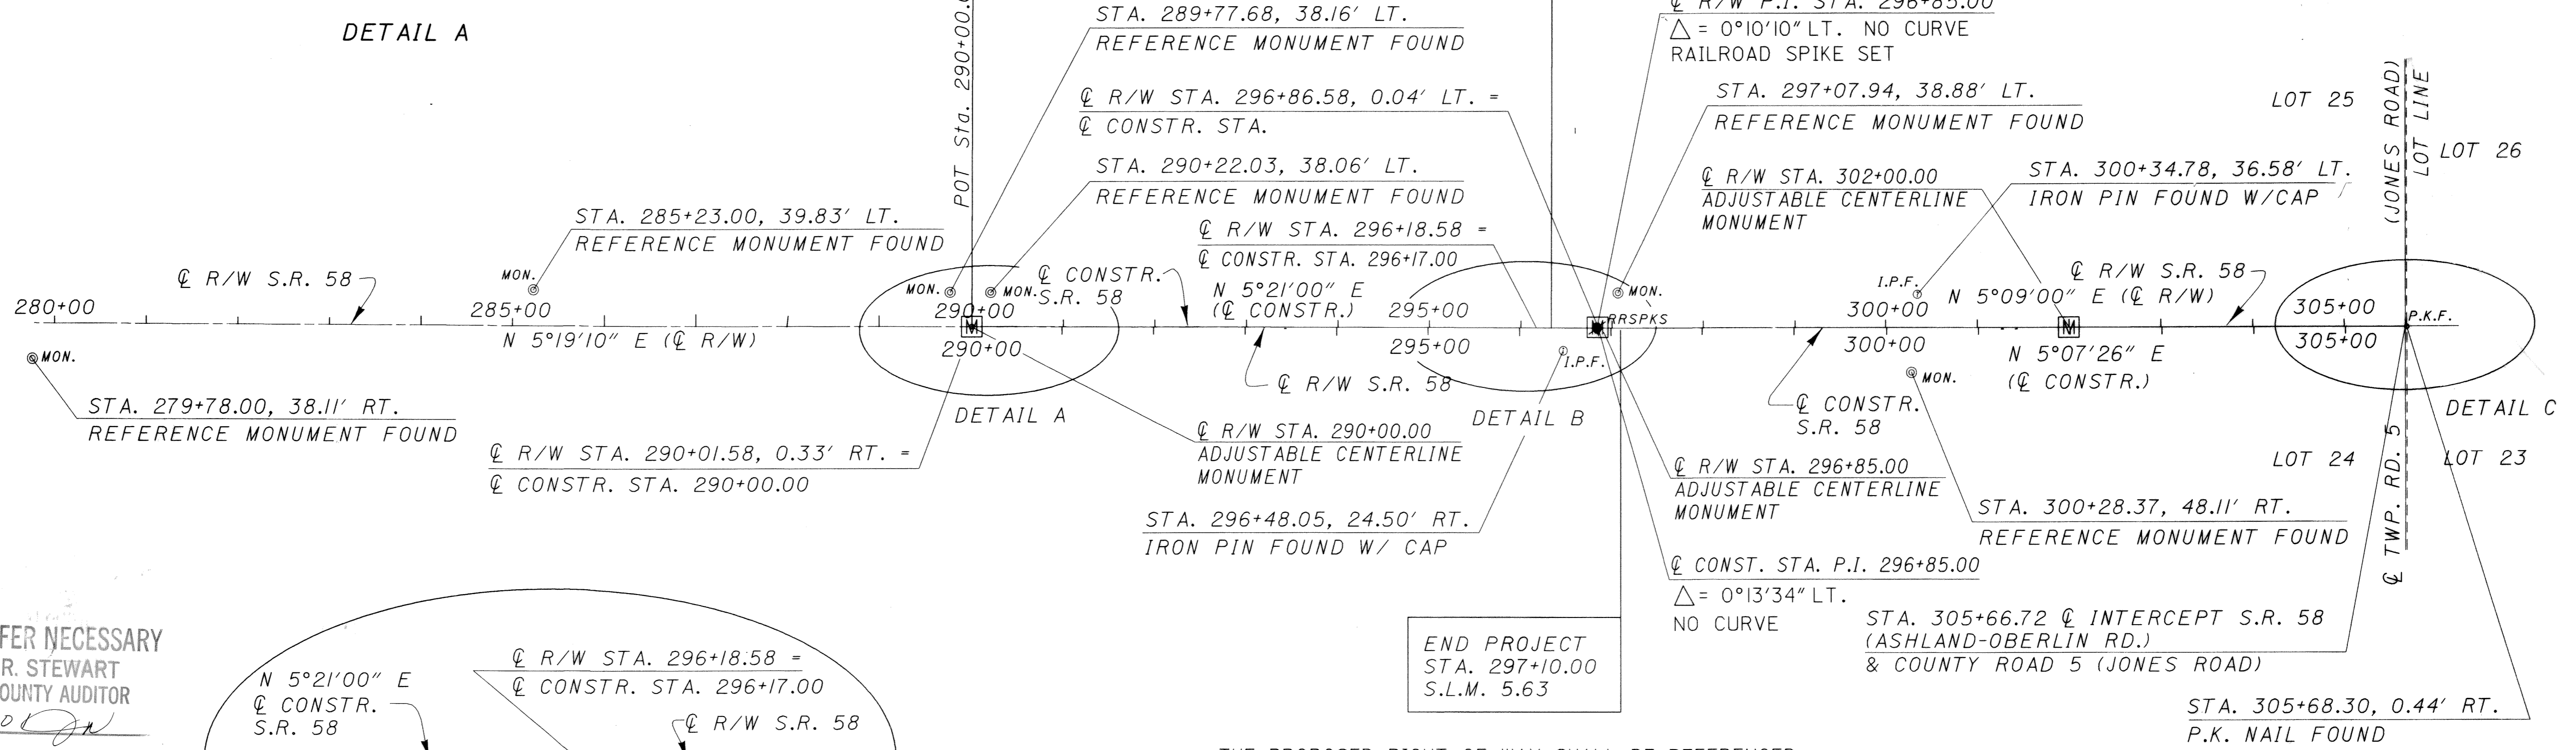 DETAIL A
POT Sta. 290+00.
STA. 289+77.68, 38.16' LT.
REFERENCE MONUMENT FOUND
℄ R/W P.I. STA. 296+85.00
△= 0°10'10" LT. NO CURVE
RAILROAD SPIKE SET
℄ R/W STA. 296+86.58, 0.04' LT. =
℄ CONSTR. STA.
STA. 297+07.94, 38.88' LT.
REFERENCE MONUMENT FOUND
LOT 25
(JONES ROAD)
LOT LINE
LOT 26
STA. 290+22.03, 38.06' LT.
REFERENCE MONUMENT FOUND
℄ R/W STA. 302+00.00
ADJUSTABLE CENTERLINE
MONUMENT
STA. 300+34.78, 36.58' LT.
IRON PIN FOUND W/CAP
STA. 285+23.00, 39.83' LT.
REFERENCE MONUMENT FOUND
℄ R/W STA. 296+18.58 =
℄ CONSTR. STA. 296+17.00
℄ R/W S.R. 58
MON.
MON.
MON.
℄ CONSTR.
S.R. 58
N 5°21'00" E
(℄ CONSTR.)
MON.
I.P.F.
℄ R/W S.R. 58
N 5°09'00" E (℄ R/W)
280+00
285+00
290+00
295+00
RRSPKS
300+00
305+00
P.K.F.
N 5°19'10" E (℄ R/W)
290+00
295+00
300+00
305+00
MON.
I.P.F.
N 5°07'26" E
(℄ CONSTR.)
MON.
℄ R/W S.R. 58
STA. 279+78.00, 38.11' RT.
REFERENCE MONUMENT FOUND
DETAIL A
DETAIL B
℄ CONSTR.
S.R. 58
DETAIL C
℄ R/W STA. 290+01.58, 0.33' RT. =
℄ CONSTR. STA. 290+00.00
℄ R/W STA. 290+00.00
ADJUSTABLE CENTERLINE
MONUMENT
℄ R/W STA. 296+85.00
ADJUSTABLE CENTERLINE
MONUMENT
LOT 24
LOT 23
℄ TWP. RD. 5
STA. 296+48.05, 24.50' RT.
IRON PIN FOUND W/ CAP
STA. 300+28.37, 48.11' RT.
REFERENCE MONUMENT FOUND
℄ CONST. STA. P.I. 296+85.00
△= 0°13'34" LT.
NO CURVE
STA. 305+66.72 ℄ INTERCEPT S.R. 58
(ASHLAND-OBERLIN RD.)
& COUNTY ROAD 5 (JONES ROAD)
END PROJECT
STA. 297+10.00
S.L.M. 5.63
FER NECESSARY
R. STEWART
OUNTY AUDITOR
N 5°21'00" E
℄ CONSTR.
S.R. 58
℄ R/W STA. 296+18.58 =
℄ CONSTR. STA. 296+17.00
℄ R/W S.R. 58
STA. 305+68.30, 0.44' RT.
P.K. NAIL FOUND
THE PROPOSED RIGHT OF WAY SHALL BE REFERENCED